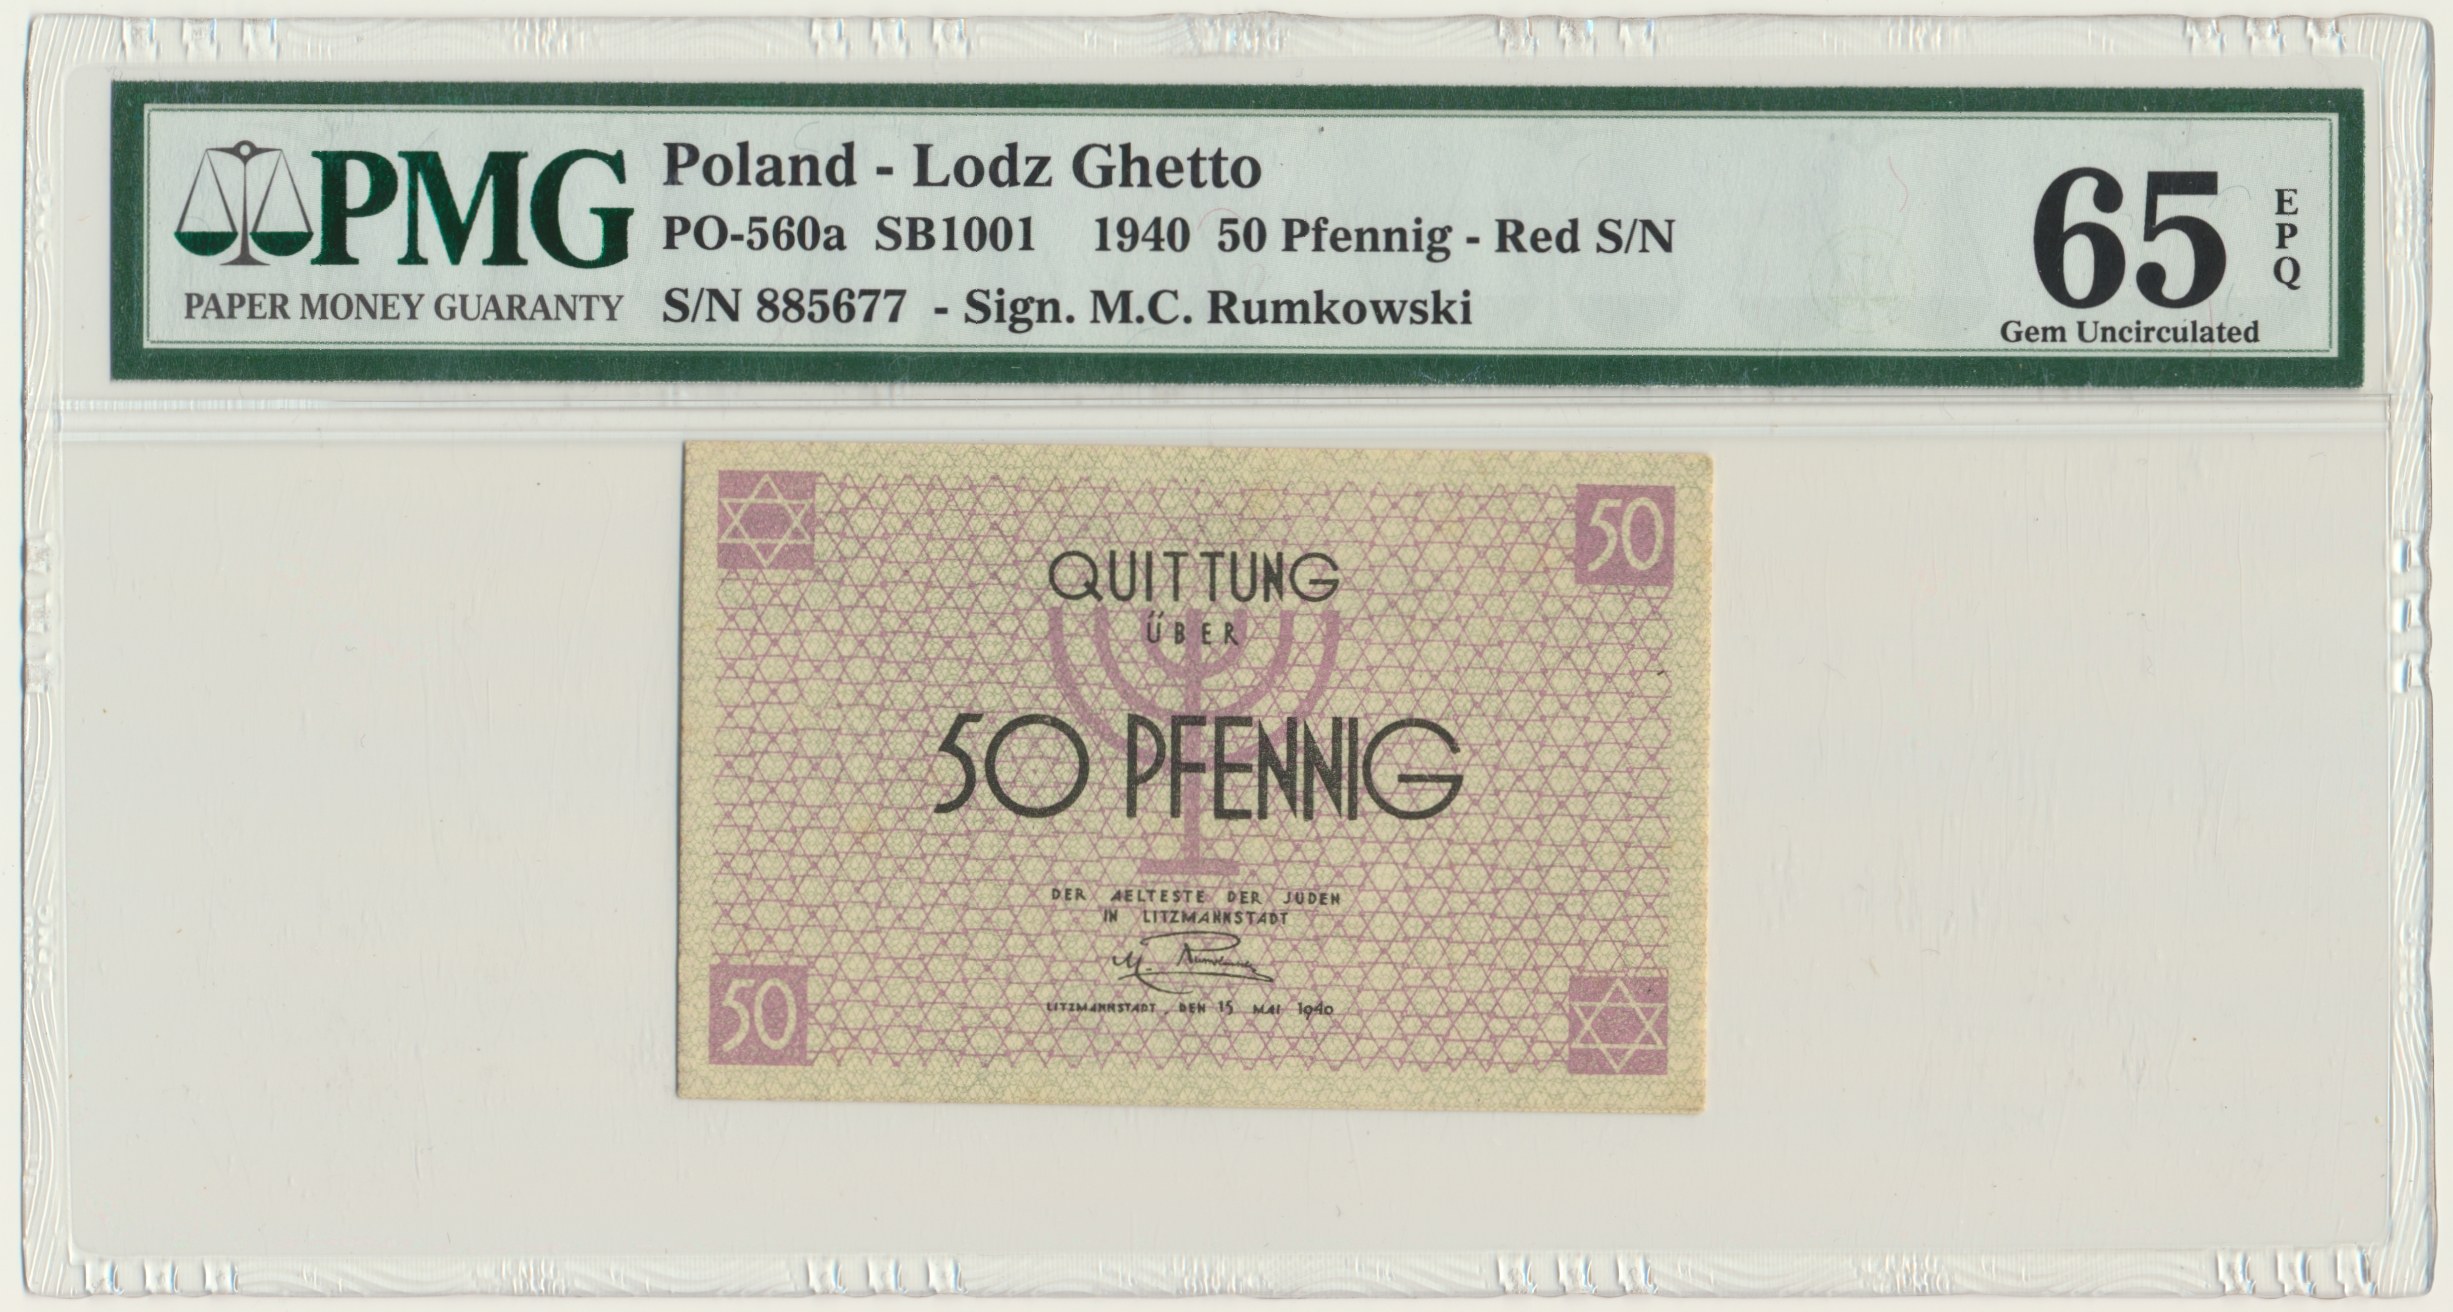 PMG
PAPER MONEY GUARANTY
Poland - Lodz Ghetto
PO-560a SB1001 1940 50 Pfennig - Red S/N
S/N 885677 - Sign. M.C. Rumkowski
65
EPQ
Gem Uncirculated
50
QUITTUNG
ÜBER
50 PFENNIG
DER AELTESTE DER JUDEN
IN LITZMANNSTADT
M. Rumkowski
LITZMANNSTADT, DEN 15 MAI 1940
50